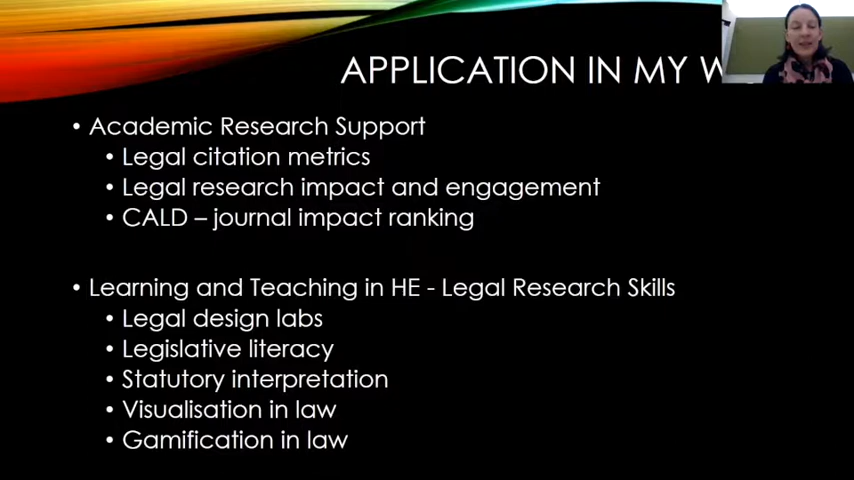 APPLICATION IN MY
• Academic Research Support
• Legal citation metrics
• Legal research impact and engagement
• CALD – journal impact ranking
• Learning and Teaching in HE - Legal Research Skills
• Legal design labs
• Legislative literacy
• Statutory interpretation
• Visualisation in law
• Gamification in law